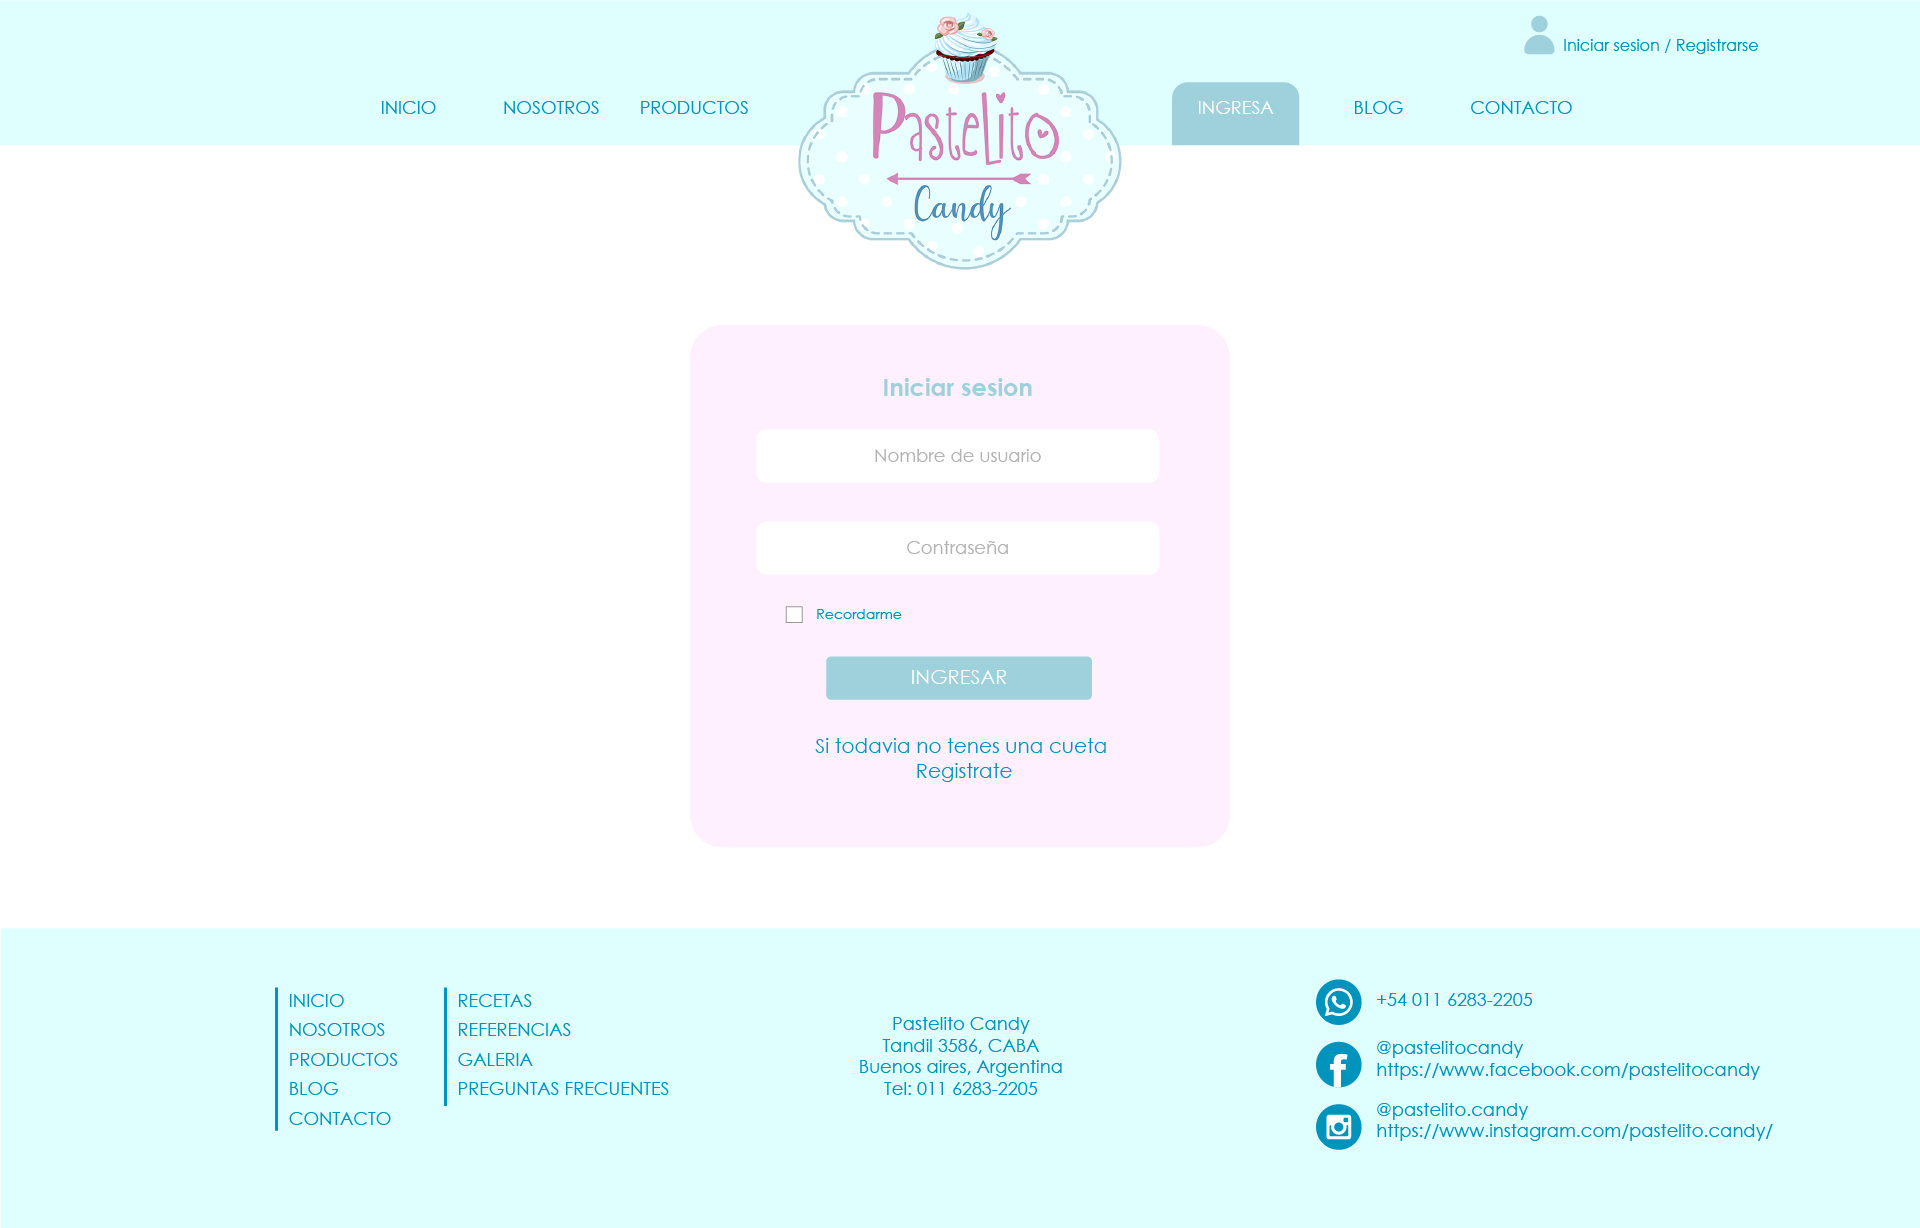 Iniciar sesion / Registrarse
INICIO
NOSOTROS
PRODUCTOS
Pastelito
Candy
INGRESA
BLOG
CONTACTO
Iniciar sesion
Nombre de usuario
Contraseña
Recordarme
INGRESAR
Si todavia no tenes una cueta
Registrate
INICIO
NOSOTROS
PRODUCTOS
BLOG
CONTACTO
RECETAS
REFERENCIAS
GALERIA
PREGUNTAS FRECUENTES
Pastelito Candy
Tandil 3586, CABA
Buenos aires, Argentina
Tel: 011 6283-2205
+54 011 6283-2205
@pastelitocandy
https://www.facebook.com/pastelitocandy
@pastelito.candy
https://www.instagram.com/pastelito.candy/